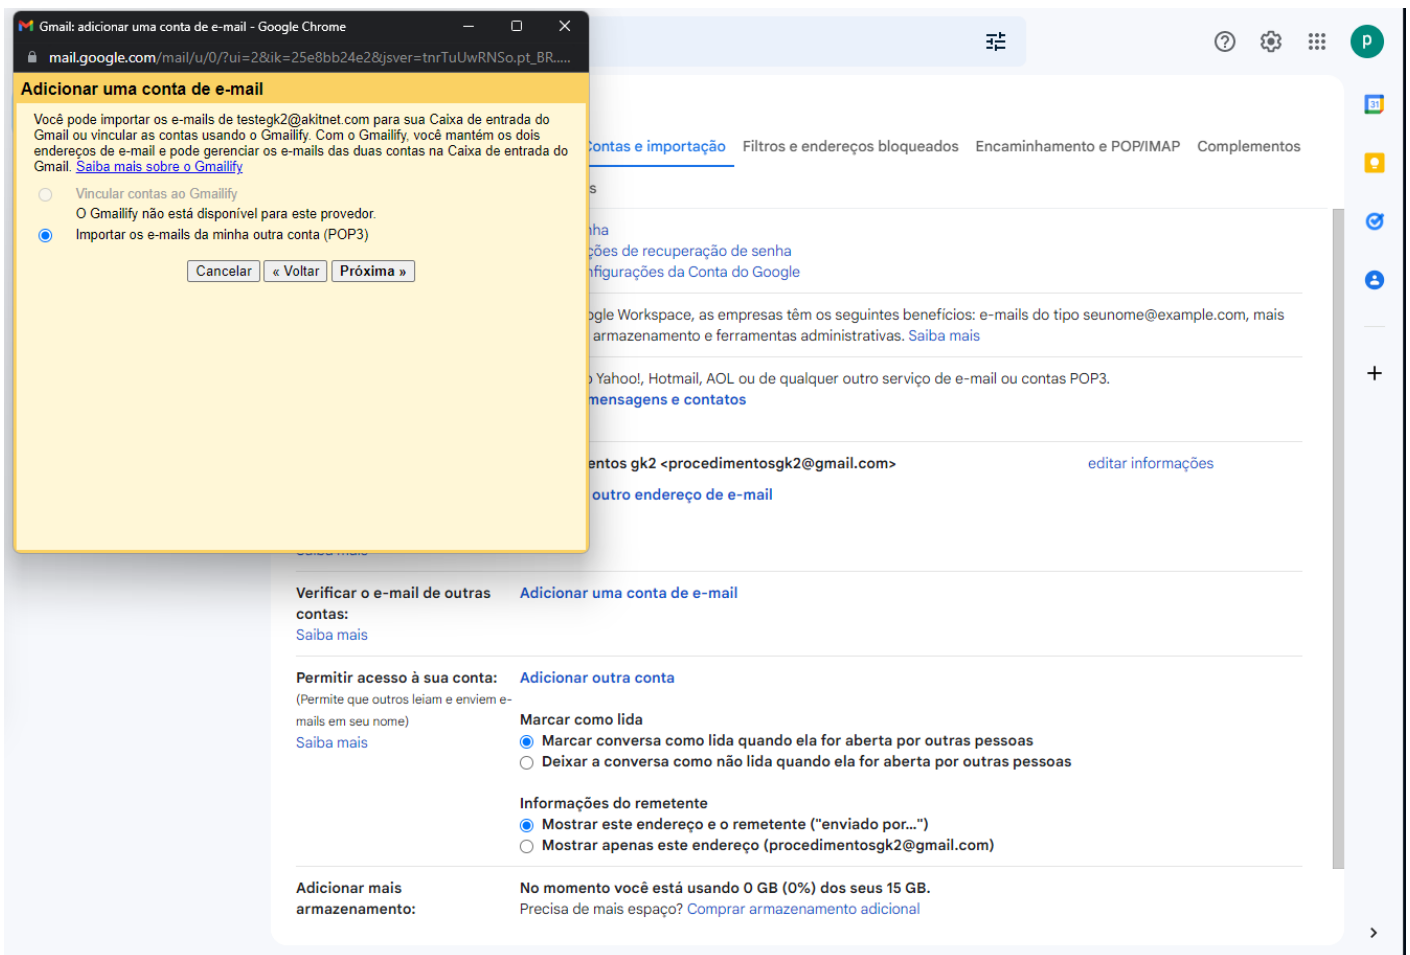 Gmail: adicionar uma conta de e-mail - Google Chrome
mail.google.com/mail/u/0/?ui=2&ik=25e8bb24e2&jsver=tnrTuUwRNSo.pt_BR.....
Adicionar uma conta de e-mail
Você pode importar os e-mails de testegk2@akitnet.com para sua Caixa de entrada do
Gmail ou vincular as contas usando o Gmailify. Com o Gmailify, você mantém os dois
endereços de e-mail e pode gerenciar os e-mails das duas contas na Caixa de entrada do
Gmail. Saiba mais sobre o Gmailify
Vincular contas ao Gmailify
O Gmailify não está disponível para este provedor.
Importar os e-mails da minha outra conta (POP3)
Cancelar « Voltar Próxima »
p
31
Contas e importação Filtros e endereços bloqueados Encaminhamento e POP/IMAP Complementos
s
nha
ções de recuperação de senha
nfigurações da Conta do Google
ogle Workspace, as empresas têm os seguintes benefícios: e-mails do tipo seunome@example.com, mais
armazenamento e ferramentas administrativas. Saiba mais
o Yahoo!, Hotmail, AOL ou de qualquer outro serviço de e-mail ou contas POP3.
mensagens e contatos
entos gk2 <procedimentosgk2@gmail.com> editar informações
outro endereço de e-mail
Saiba mais
Verificar o e-mail de outras contas: Adicionar uma conta de e-mail
Saiba mais
Permitir acesso à sua conta: Adicionar outra conta
(Permite que outros leiam e enviem e-
mails em seu nome)
Saiba mais
Marcar como lida
Marcar conversa como lida quando ela for aberta por outras pessoas
Deixar a conversa como não lida quando ela for aberta por outras pessoas
Informações do remetente
Mostrar este endereço e o remetente ("enviado por...")
Mostrar apenas este endereço (procedimentosgk2@gmail.com)
Adicionar mais
armazenamento:
No momento você está usando 0 GB (0%) dos seus 15 GB.
Precisa de mais espaço? Comprar armazenamento adicional